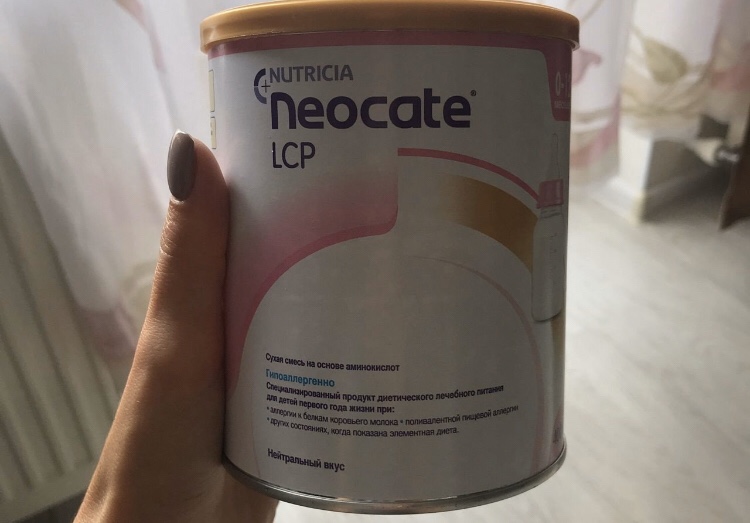 NUTRICIA
neocate®
LCP
Сухая смесь на основе аминокислот
Гипоаллергенно
Специализированный продукт диетического лечебного питания
для детей первого года жизни при:
• аллергии к белкам коровьего молока • поливалентной пищевой аллергии
• других состояниях, когда показана элементная диета.
Нейтральный вкус